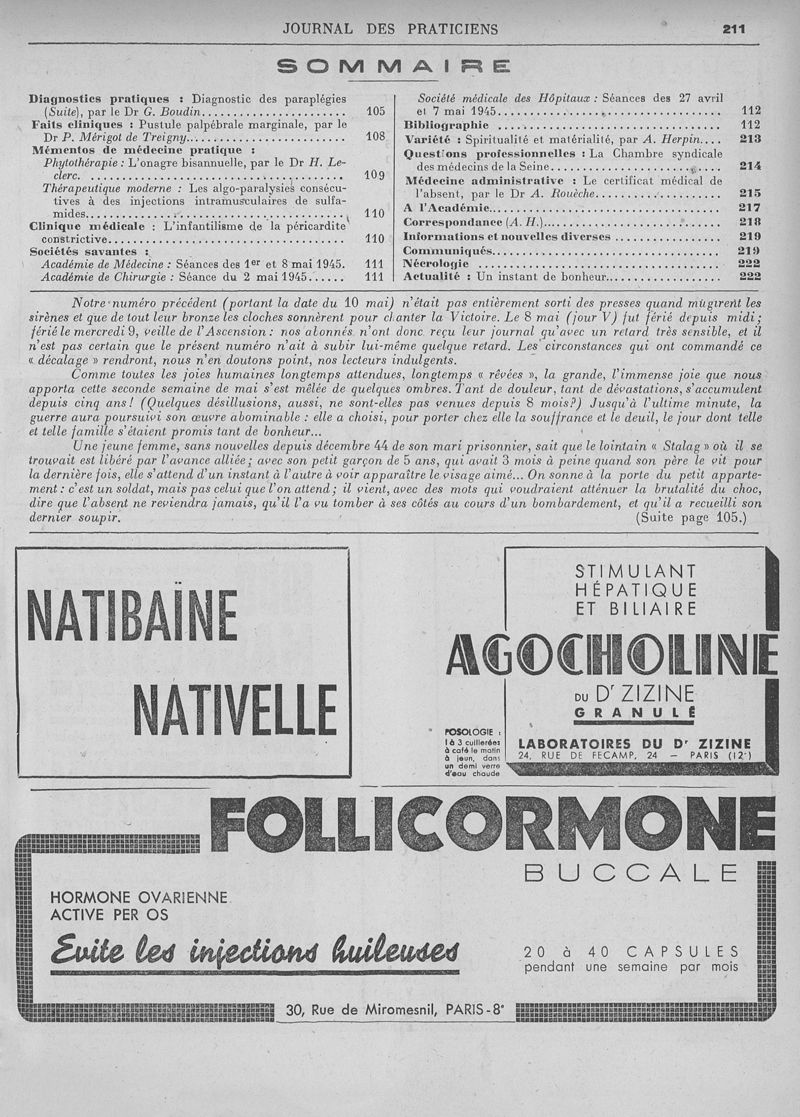 JOURNAL DES PRATICIENS 211
SOMMAIRE
Diagnostics pratiques : Diagnostic des paraplégies
(Suite), par le Dr G. Boudin........................ 105
Faits cliniques : Pustule palpébrale marginale, par le
Dr P. Mérigot de Treigny......................... 108
Mémentos de médecine pratique :
Phytothérapie : L'onagre bisannuelle, par le Dr H. Le-
clerc. ........................................ 109
Thérapeutique moderne : Les algo-paralysies consécu-
tives à des injections intramusculaires de sulfa-
mides......................................... 110
Clinique médicale : L'infantilisme de la péricardite
constrictive.................................... 110
Sociétés savantes :
Académie de Médecine : Séances des 1er et 8 mai 1945. 111
Académie de Chirurgie : Séance du 2 mai 1945...... 111
Société médicale des Hôpitaux : Séances des 27 avril
et 7 mai 1945.................................... 112
Bibliographie .................................... 112
Variété : Spiritualité et matérialité, par A. Herpin.... 213
Questions professionnelles : La Chambre syndicale
des médecins de la Seine.......................... 214
Médecine administrative : Le certificat médical de
l'absent, par le Dr A. Rouèche.................... 215
A l'Académie.................................... 217
Correspondance (A. H.)........................... 218
Informations et nouvelles diverses ................ 219
Communiqués.................................... 219
Nécrologie ...................................... 222
Actualité : Un instant de bonheur.................. 222
Notre numéro précédent (portant la date du 10 mai) n'était pas entièrement sorti des presses quand mugirent les
sirènes et que de tout leur bronze les cloches sonnèrent pour chanter la Victoire. Le 8 mai (jour V) fut férié depuis midi ;
férié le mercredi 9, veille de l'Ascension : nos abonnés n'ont donc reçu leur journal qu'avec un retard très sensible, et il
n'est pas certain que le présent numéro n'ait à subir lui-même quelque retard. Les circonstances qui ont commandé ce
« décalage » rendront, nous n'en doutons point, nos lecteurs indulgents.
Comme toutes les joies humaines longtemps attendues, longtemps « rêvées », la grande, l'immense joie que nous
apporta cette seconde semaine de mai s'est mêlée de quelques ombres. Tant de douleur, tant de dévastations, s'accumulent
depuis cinq ans ! (Quelques désillusions, aussi, ne sont-elles pas venues depuis 8 mois?) Jusqu'à l'ultime minute, la
guerre aura poursuivi son œuvre abominable : elle a choisi, pour porter chez elle la souffrance et le deuil, le jour dont telle
et telle famille s'étaient promis tant de bonheur...
Une jeune femme, sans nouvelles depuis décembre 44 de son mari prisonnier, sait que le lointain « Stalag » où il se
trouvait est libéré par l'avance alliée ; avec son petit garçon de 5 ans, qui avait 3 mois à peine quand son père le vit pour
la dernière fois, elle s'attend d'un instant à l'autre à voir apparaître le visage aimé... On sonne à la porte du petit apparte-
ment : c'est un soldat, mais pas celui que l'on attend ; il vient, avec des mots qui voudraient atténuer la brutalité du choc,
dire que l'absent ne reviendra jamais, qu'il l'a vu tomber à ses côtés au cours d'un bombardement, et qu'il a recueilli son
dernier soupir. (Suite page 105.)
NATIBAÏNE
NATIVELLE
STIMULANT
HÉPATIQUE
ET BILIAIRE
AGOCHOLINE
DU Dr ZIZINE
GRANULÉ
POSOLOGIE :
1 à 3 cuillerées
à café le matin
à jeun, dans
un demi verre
d'eau chaude
LABORATOIRES DU Dr ZIZINE
24, RUE DE FECAMP, 24 — PARIS (12e)
FOLLICORMONE
BUCCALE
HORMONE OVARIENNE
ACTIVE PER OS
Evite les injections huileuses
20 à 40 CAPSULES
pendant une semaine par mois
30, Rue de Miromesnil, PARIS-8e